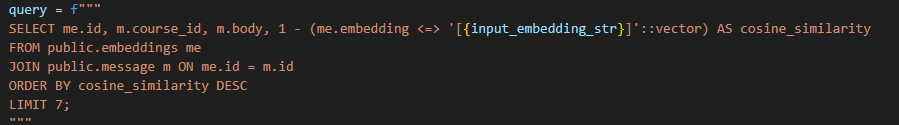 query = f"""
SELECT me.id, m.course_id, m.body, 1 - (me.embedding <=> '[{input_embedding_str}]'::vector) AS cosine_similarity
FROM public.embeddings me
JOIN public.message m ON me.id = m.id
ORDER BY cosine_similarity DESC
LIMIT 7;
"""